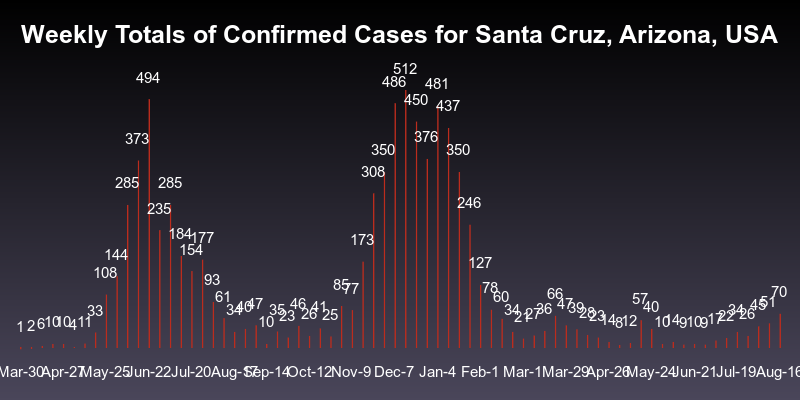 Weekly Totals of Confirmed Cases for Santa Cruz, Arizona, USA
1 2 6 10 10 4 11 33 108 144 285 373 494 235 285 184 154 177 93 61 34 40 47 10 35 23 46 26 41 25 85 77 173 308 350 486 512 450 376 481 437 350 246 127 78 60 34 21 27 36 66 47 39 28 23 14 8 12 57 40 10 14 9 10 9 17 22 34 26 45 51 70
Mar-30 Apr-27 May-25 Jun-22 Jul-20 Aug-17 Sep-14 Oct-12 Nov-9 Dec-7 Jan-4 Feb-1 Mar-1 Mar-29 Apr-26 May-24 Jun-21 Jul-19 Aug-16